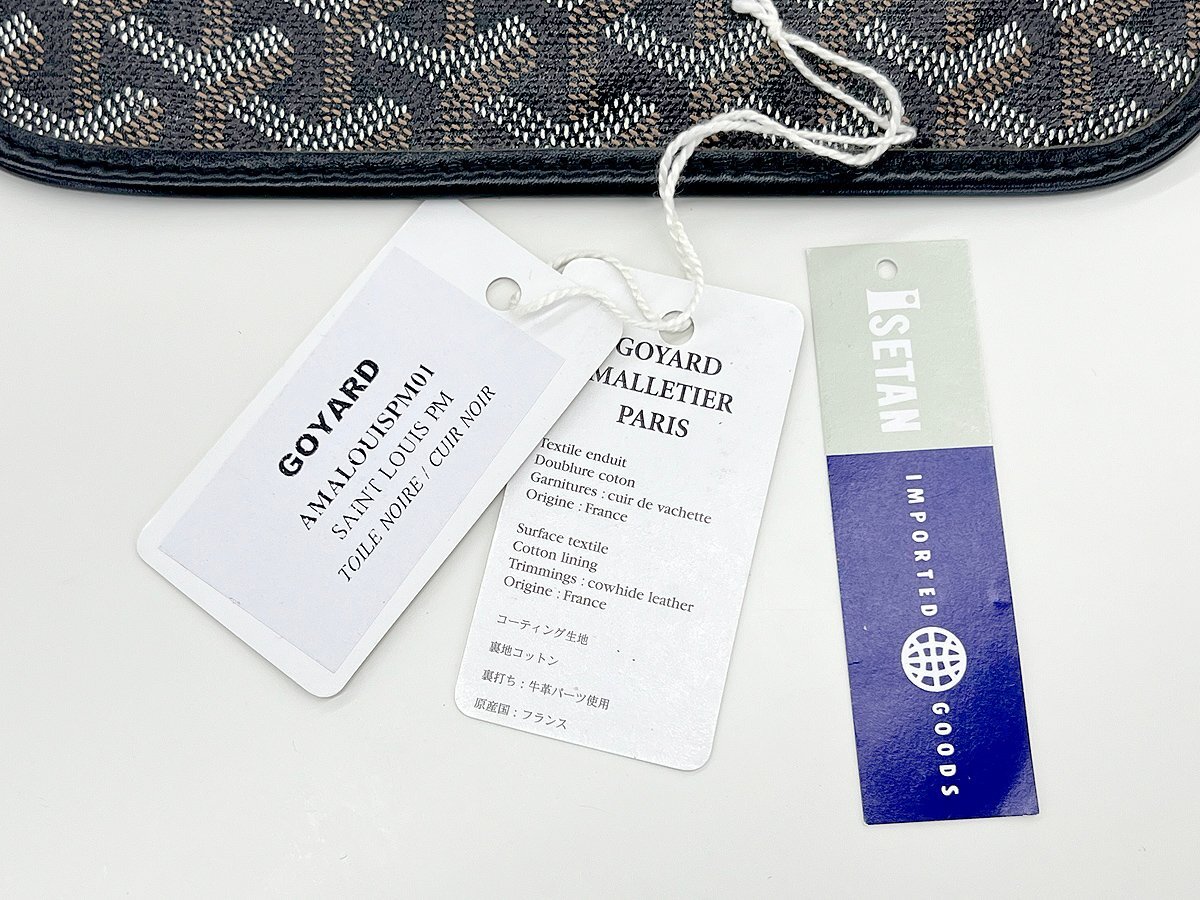 GOYARD
AMALOUISPM01
SAINT LOUIS PM
TOILE NOIRE / CUIR NOIR
GOYARD
MALLETIER
PARIS
Textile enduit
Doublure coton
Garnitures : cuir de vachette
Origine : France
Surface textile
Cotton lining
Trimmings : cowhide leather
Origine : France
コーティング生地
裏地コットン
裏打ち：牛革パーツ使用
原産国：フランス
ISETAN
IMPORTED GOODS